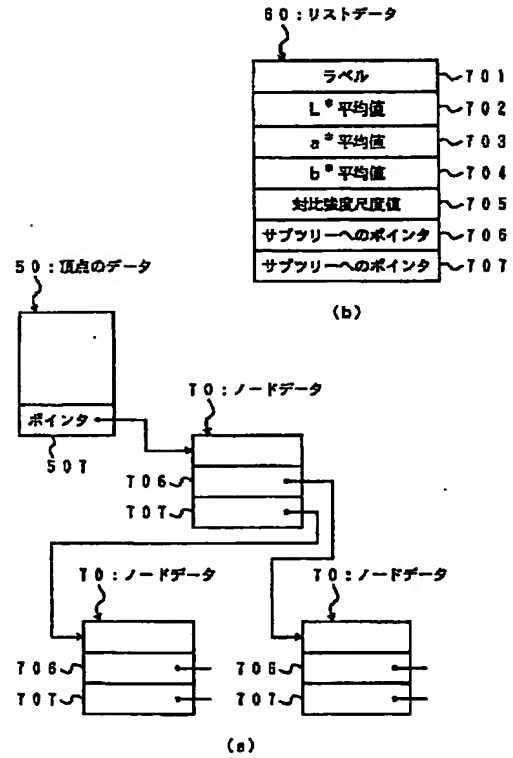 60:リストデータ
ラベル 701
L*平均値 702
a*平均値 703
b*平均値 704
対比強度尺度値 705
サブツリーへのポインタ 706
サブツリーへのポインタ 707
(b)
50:頂点のデータ
ポインタ
507
70:ノードデータ
706
707
70:ノードデータ
70:ノードデータ
706
706
707
707
(a)